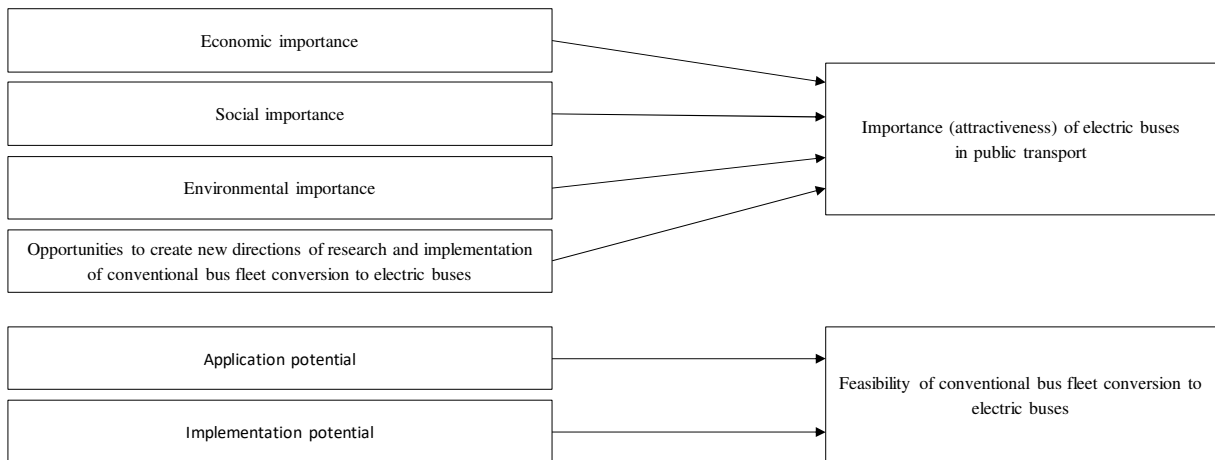 Economic importance
Social importance
Environmental importance
Opportunities to create new directions of research and implementation
of conventional bus fleet conversion to electric buses
Importance (attractiveness) of electric buses
in public transport
Application potential
Implementation potential
Feasibility of conventional bus fleet conversion to
electric buses